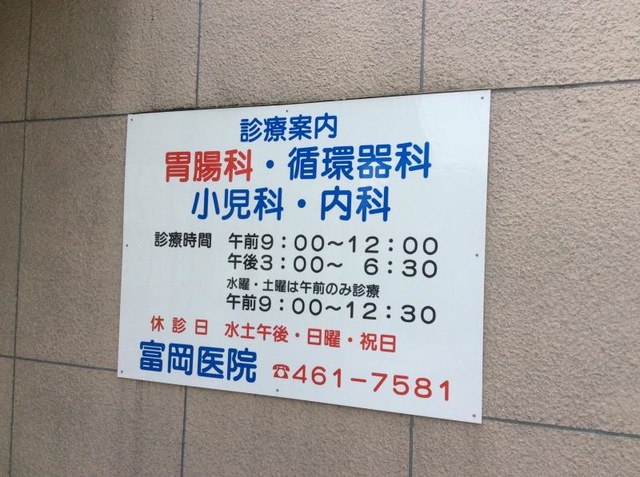 診療案内
胃腸科・循環器科
小児科・内科
診療時間 午前9：00〜12：00
午後3：00〜 6：30
水曜・土曜は午前のみ診療
午前9：00〜12：30
休診日 水土午後・日曜・祝日
富岡医院 ☎461-7581